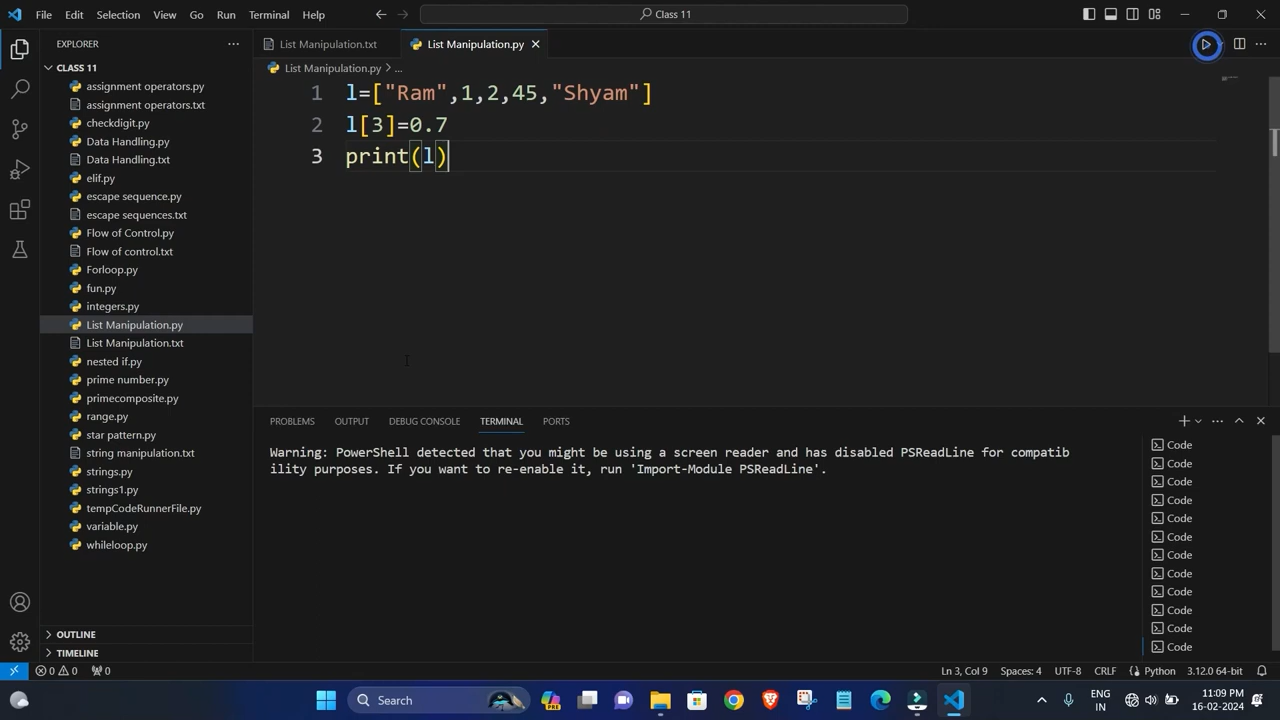 File Edit Selection View Go Run Terminal Help
Class 11
EXPLORER
CLASS 11
assignment operators.py
assignment operators.txt
checkdigit.py
Data Handling.py
Data Handling.txt
elif.py
escape sequence.py
escape sequences.txt
Flow of Control.py
Flow of control.txt
Forloop.py
fun.py
integers.py
List Manipulation.py
List Manipulation.txt
nested if.py
prime number.py
primecomposite.py
range.py
star pattern.py
string manipulation.txt
strings.py
strings1.py
tempCodeRunnerFile.py
variable.py
whileloop.py
OUTLINE
TIMELINE
List Manipulation.txt List Manipulation.py
List Manipulation.py > ...
1 l=["Ram",1,2,45,"Shyam"]
2 l[3]=0.7
3 print(l)
PROBLEMS OUTPUT DEBUG CONSOLE TERMINAL PORTS
Warning: PowerShell detected that you might be using a screen reader and has disabled PSReadLine for compatib
ility purposes. If you want to re-enable it, run 'Import-Module PSReadLine'.
Code
Code
Code
Code
Code
Code
Code
Code
Code
Code
Code
Code
0 0 0 Ln 3, Col 9 Spaces: 4 UTF-8 CRLF Python 3.12.0 64-bit
Search PRE ENG 11:09 PM
IN 16-02-2024